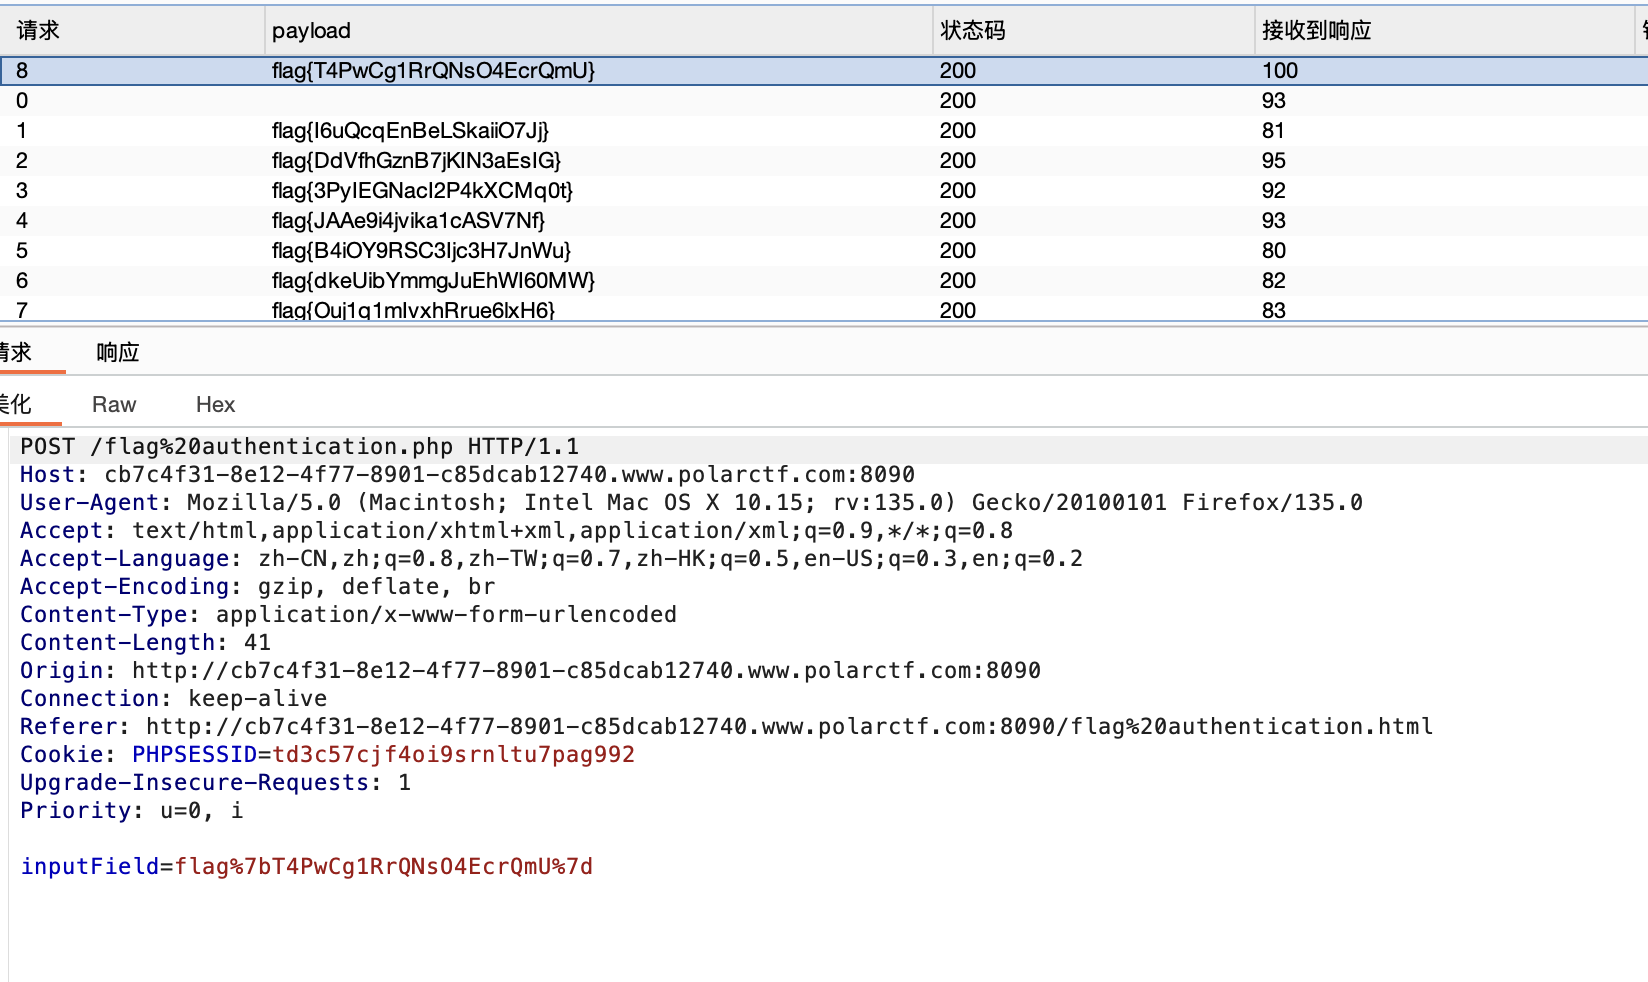 请求 payload 状态码 接收到响应
8 flag{T4PwCg1RrQNsO4EcrQmU} 200 100
0 200 93
1 flag{I6uQcqEnBeLSkaiiO7Jj} 200 81
2 flag{DdVfhGznB7jKIN3aEsIG} 200 95
3 flag{3PyIEGNacI2P4kXCMq0t} 200 92
4 flag{JAAe9i4jvika1cASV7Nf} 200 93
5 flag{B4iOY9RSC3Ijc3H7JnWu} 200 80
6 flag{dkeUibYmmgJuEhWI60MW} 200 82
7 flag{Ouj1q1mIvxhRrue6lxH6} 200 83
请求 响应
美化 Raw Hex
POST /flag%20authentication.php HTTP/1.1
Host: cb7c4f31-8e12-4f77-8901-c85dcab12740.www.polarctf.com:8090
User-Agent: Mozilla/5.0 (Macintosh; Intel Mac OS X 10.15; rv:135.0) Gecko/20100101 Firefox/135.0
Accept: text/html,application/xhtml+xml,application/xml;q=0.9,*/*;q=0.8
Accept-Language: zh-CN,zh;q=0.8,zh-TW;q=0.7,zh-HK;q=0.5,en-US;q=0.3,en;q=0.2
Accept-Encoding: gzip, deflate, br
Content-Type: application/x-www-form-urlencoded
Content-Length: 41
Origin: http://cb7c4f31-8e12-4f77-8901-c85dcab12740.www.polarctf.com:8090
Connection: keep-alive
Referer: http://cb7c4f31-8e12-4f77-8901-c85dcab12740.www.polarctf.com:8090/flag%20authentication.html
Cookie: PHPSESSID=td3c57cjf4oi9srnltu7pag992
Upgrade-Insecure-Requests: 1
Priority: u=0, i
inputField=flag%7bT4PwCg1RrQNsO4EcrQmU%7d